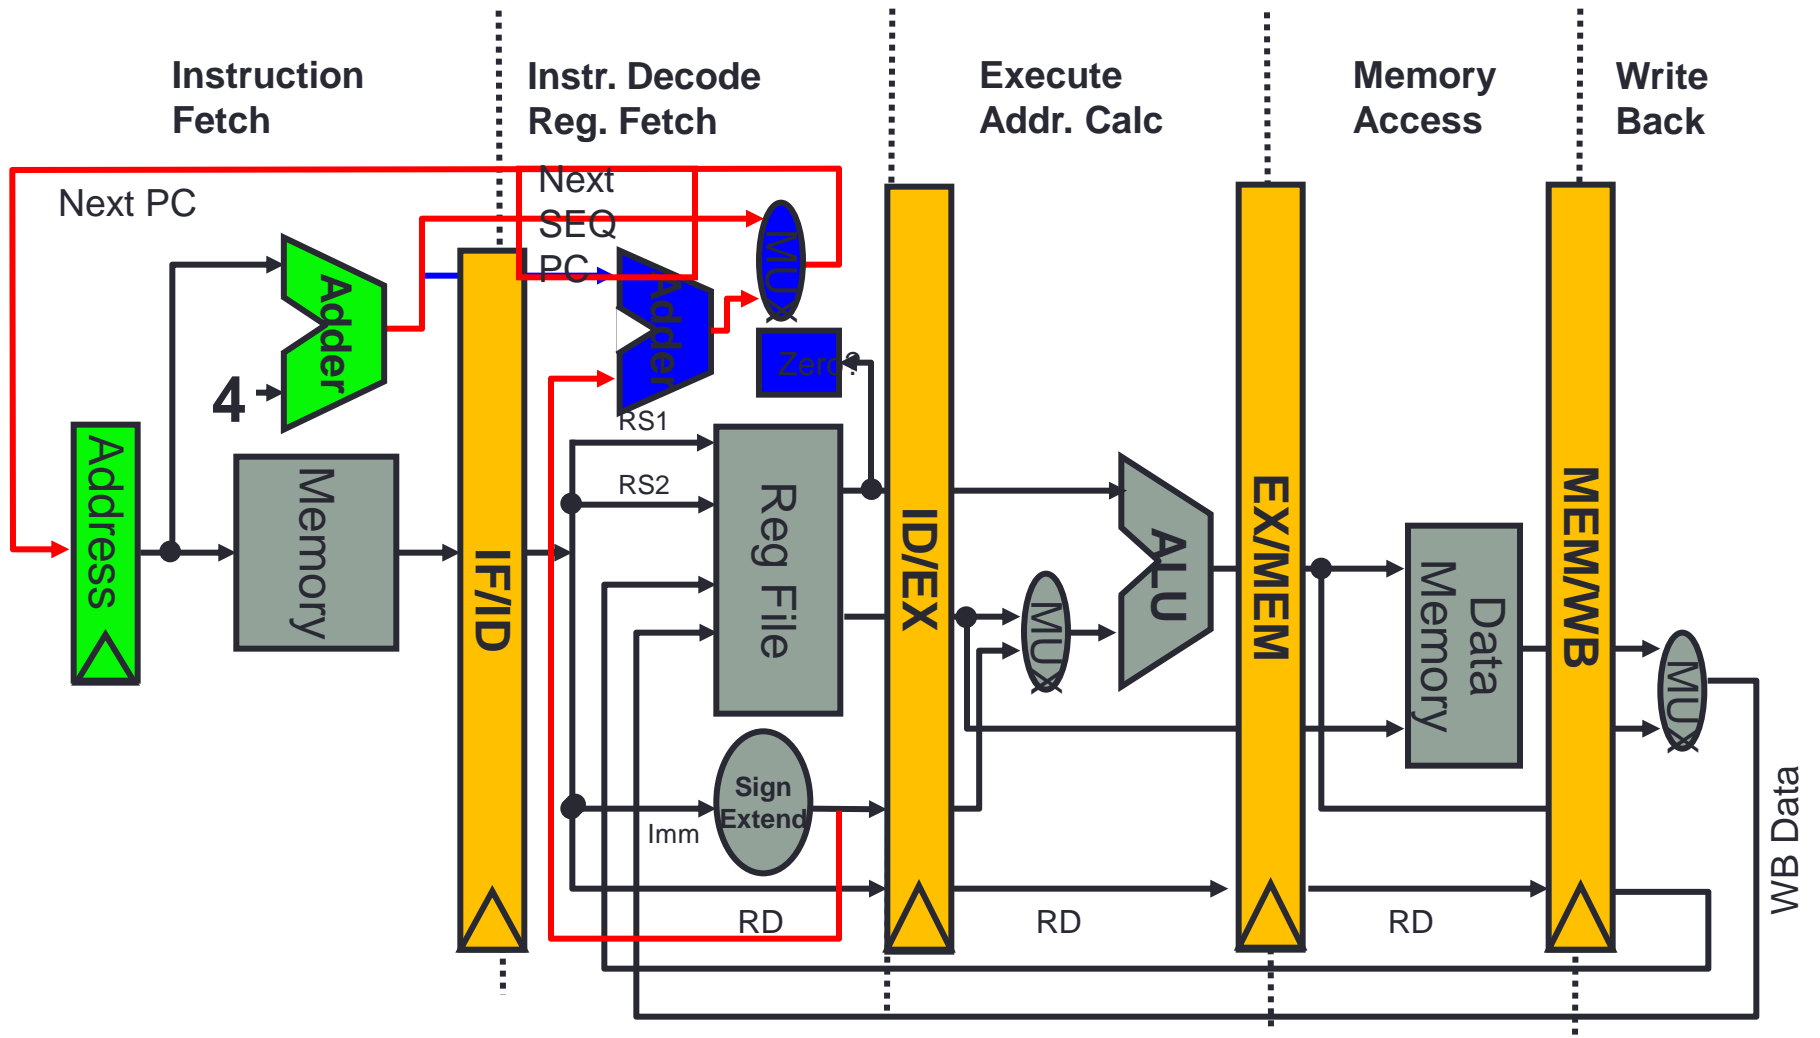 Instruction
Fetch
Instr. Decode
Reg. Fetch
Execute
Addr. Calc
Memory
Access
Write
Back
Next PC
Next
SEQ
PC
Adder
4
Adder
MUX
Zero?
RS1
RS2
Address
Memory
IF/ID
Reg File
ID/EX
MUX
ALU
EX/MEM
Data
Memory
MEM/WB
MUX
Sign
Extend
Imm
RD
RD
RD
WB Data